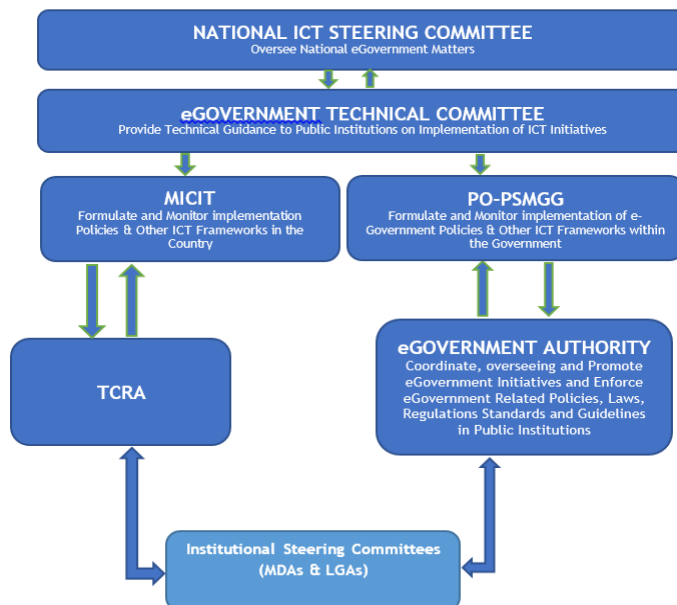 NATIONAL ICT STEERING COMMITTEE
Oversee National eGovernment Matters
eGOVERNMENT TECHNICAL COMMITTEE
Provide Technical Guidance to Public Institutions on Implementation of ICT Initiatives
MICIT
Formulate and Monitor implementation
Policies & Other ICT Frameworks in the
Country
PO-PSMGG
Formulate and Monitor implementation of e-
Government Policies & Other ICT Frameworks within
the Government
TCRA
eGOVERNMENT AUTHORITY
Coordinate, overseeing and Promote
eGovernment Initiatives and Enforce
eGovernment Related Policies, Laws,
Regulations Standards and Guidelines
in Public Institutions
Institutional Steering Committees
(MDAs & LGAs)